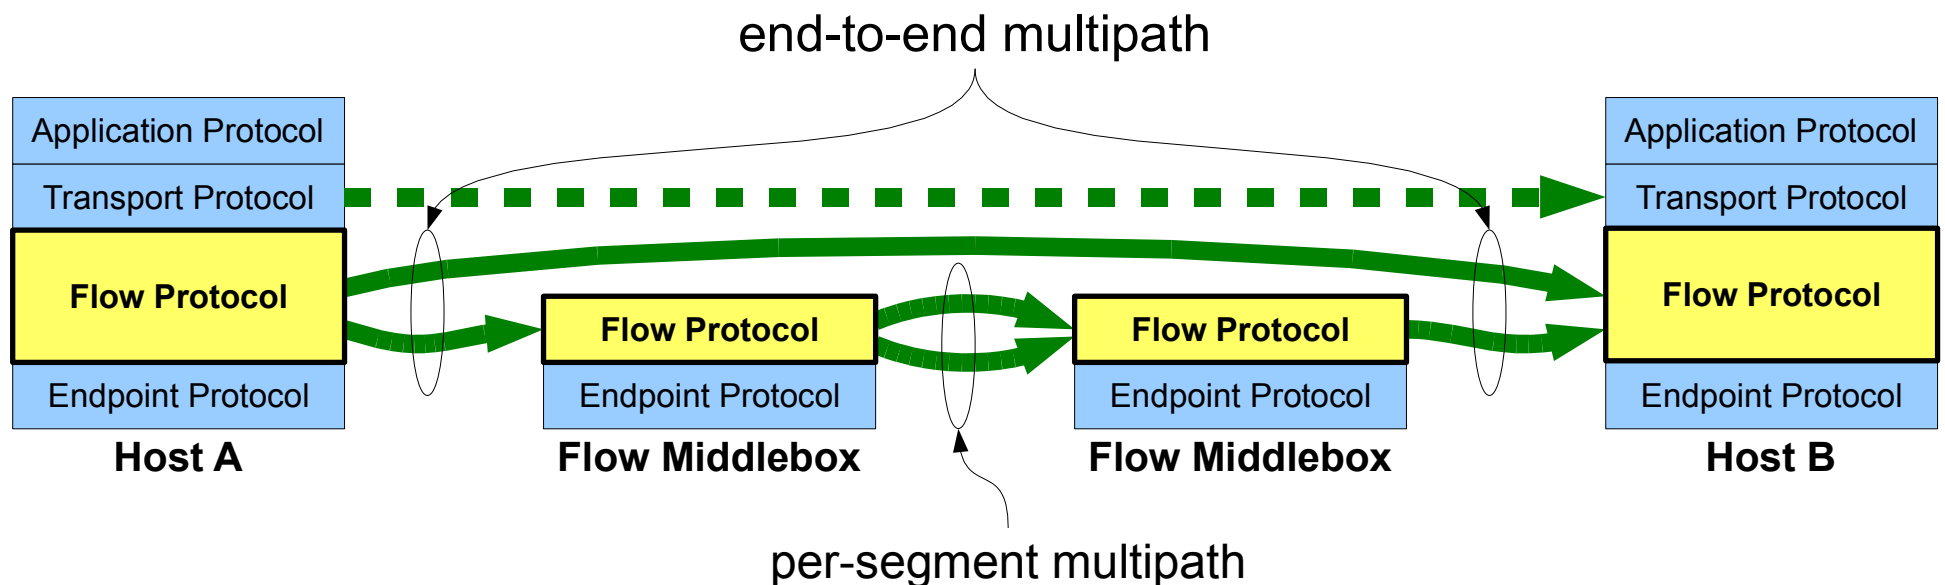 end-to-end multipath
Application Protocol
Transport Protocol
Flow Protocol
Endpoint Protocol
Host A
Flow Protocol
Endpoint Protocol
Flow Middlebox
Flow Protocol
Endpoint Protocol
Flow Middlebox
Application Protocol
Transport Protocol
Flow Protocol
Endpoint Protocol
Host B
per-segment multipath